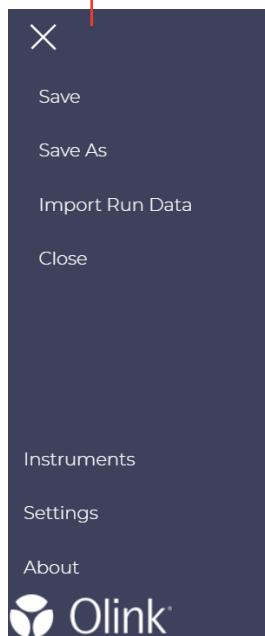 Save
Save As
Import Run Data
Close
Instruments
Settings
About
Olink